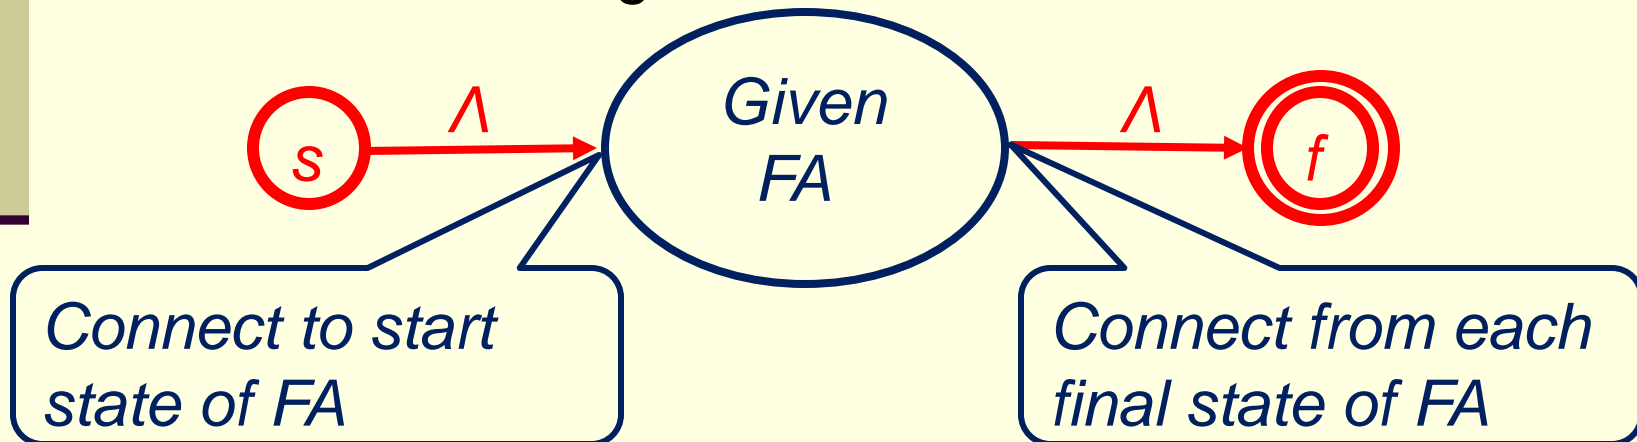 Λ
Given
Λ
s
FA
f
Connect to start
state of FA
Connect from each
final state of FA